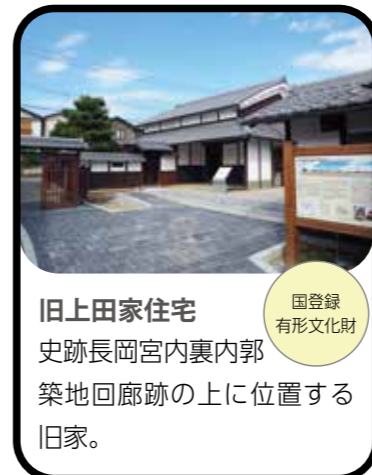 旧上田家住宅
国登録
有形文化財
史跡長岡宮内裏内郭
築地回廊跡の上に位置する
旧家。